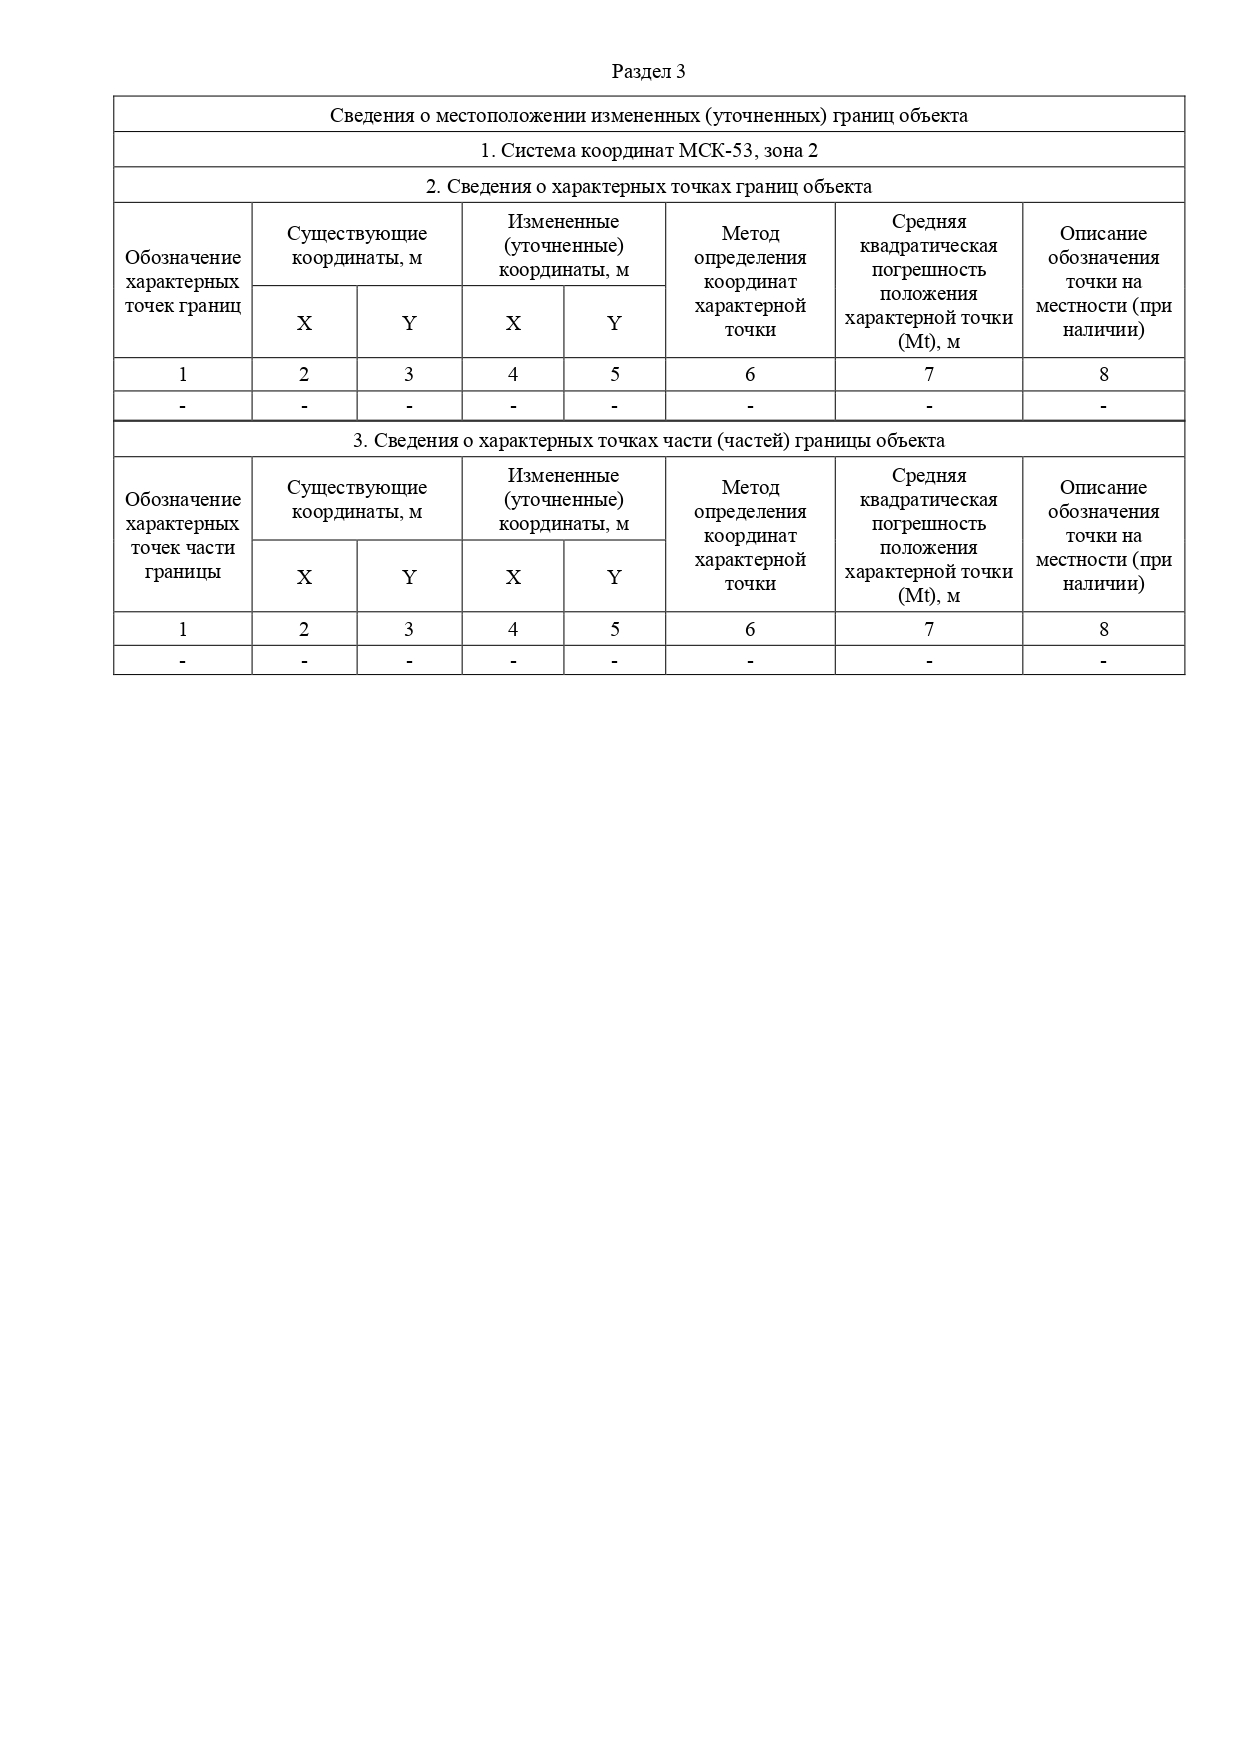 Раздел 3
Сведения о местоположении измененных (уточненных) границ объекта
1. Система координат МСК-53, зона 2
2. Сведения о характерных точках границ объекта
Обозначение
характерных
точек границ
Существующие
координаты, м
Измененные
(уточненные)
координаты, м
Метод
определения
координат
характерной
точки
Средняя
квадратическая
погрешность
положения
характерной точки
(Mt), м
Описание
обозначения
точки на
местности (при
наличии)
X Y X Y
1 2 3 4 5 6 7 8
- - - - - - - -
3. Сведения о характерных точках части (частей) границы объекта
Обозначение
характерных
точек части
границы
Существующие
координаты, м
Измененные
(уточненные)
координаты, м
Метод
определения
координат
характерной
точки
Средняя
квадратическая
погрешность
положения
характерной точки
(Mt), м
Описание
обозначения
точки на
местности (при
наличии)
X Y X Y
1 2 3 4 5 6 7 8
- - - - - - - -